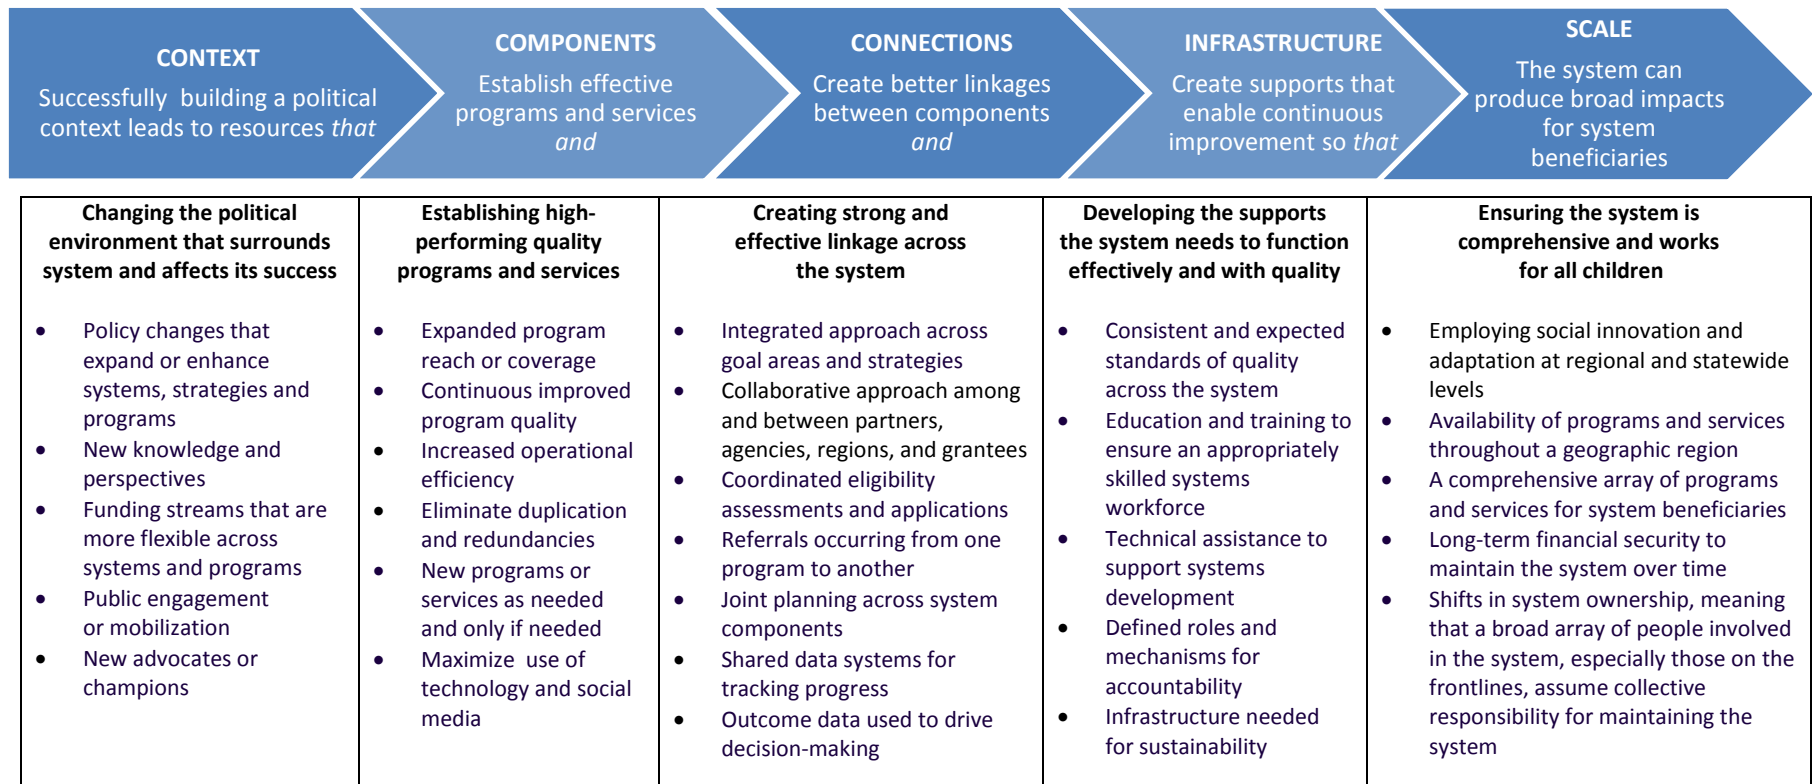 CONTEXT
Successfully  building a political
context leads to resources that
COMPONENTS
Establish effective
programs and services
and
CONNECTIONS
Create better linkages
between components
and
INFRASTRUCTURE
Create supports that
enable continuous
improvement so that
SCALE
The system can
produce broad impacts
for system
beneficiaries
Changing the political
environment that surrounds
system and affects its success
• Policy changes that
expand or enhance
systems, strategies and
programs
• New knowledge and
perspectives
• Funding streams that are
more flexible across
systems and programs
• Public engagement
or mobilization
• New advocates or
champions
Establishing high-
performing quality
programs and services
• Expanded program
reach or coverage
• Continuous improved
program quality
• Increased operational
efficiency
• Eliminate duplication
and redundancies
• New programs or
services as needed
and only if needed
• Maximize  use of
technology and social
media
Creating strong and
effective linkage across
the system
• Integrated approach across
goal areas and strategies
• Collaborative approach among
and between partners,
agencies, regions, and grantees
• Coordinated eligibility
assessments and applications
• Referrals occurring from one
program to another
• Joint planning across system
components
• Shared data systems for
tracking progress
• Outcome data used to drive
decision-making
Developing the supports
the system needs to function
effectively and with quality
• Consistent and expected
standards of quality
across the system
• Education and training to
ensure an appropriately
skilled systems
workforce
• Technical assistance to
support systems
development
• Defined roles and
mechanisms for
accountability
• Infrastructure needed
for sustainability
Ensuring the system is
comprehensive and works
for all children
• Employing social innovation and
adaptation at regional and statewide
levels
• Availability of programs and services
throughout a geographic region
• A comprehensive array of programs
and services for system beneficiaries
• Long-term financial security to
maintain the system over time
• Shifts in system ownership, meaning
that a broad array of people involved
in the system, especially those on the
frontlines, assume collective
responsibility for maintaining the
system